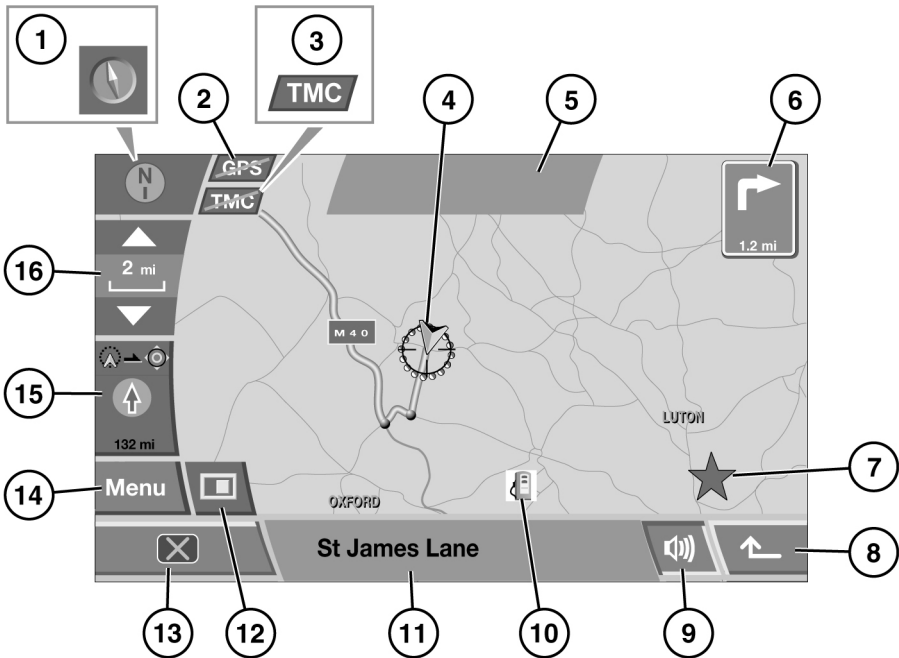 1
3
TMC
2
4
5
6
GPS
TMC
N
1.2 mi
16
2 mi
M 40
15
132 mi
LUTON
7
14
Menu
OXFORD
St James Lane
8
13
12
11
10
9